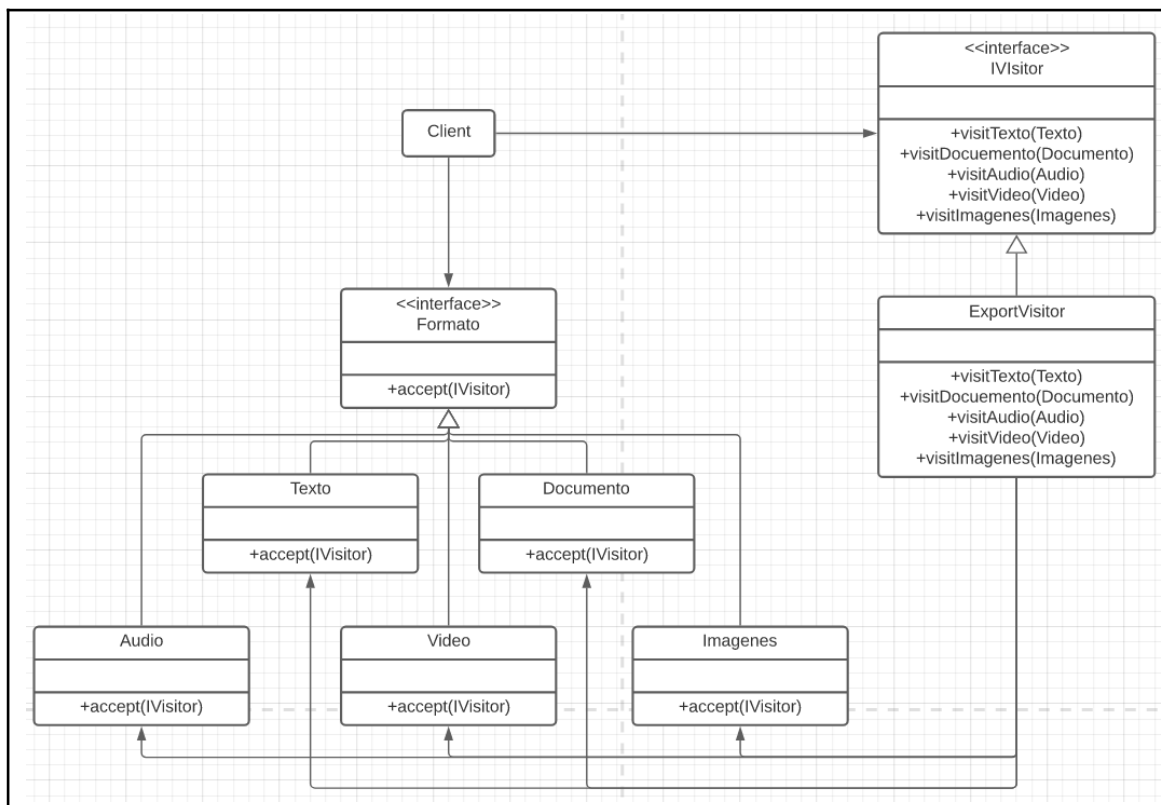 <<interface>>
IVIsitor
+visitTexto(Texto)
+visitDocuemento(Documento)
+visitAudio(Audio)
+visitVideo(Video)
+visitImagenes(Imagenes)
Client
<<interface>>
Formato
+accept(IVisitor)
ExportVisitor
+visitTexto(Texto)
+visitDocuemento(Documento)
+visitAudio(Audio)
+visitVideo(Video)
+visitImagenes(Imagenes)
Texto
+accept(IVisitor)
Documento
+accept(IVisitor)
Audio
+accept(IVisitor)
Video
+accept(IVisitor)
Imagenes
+accept(IVisitor)